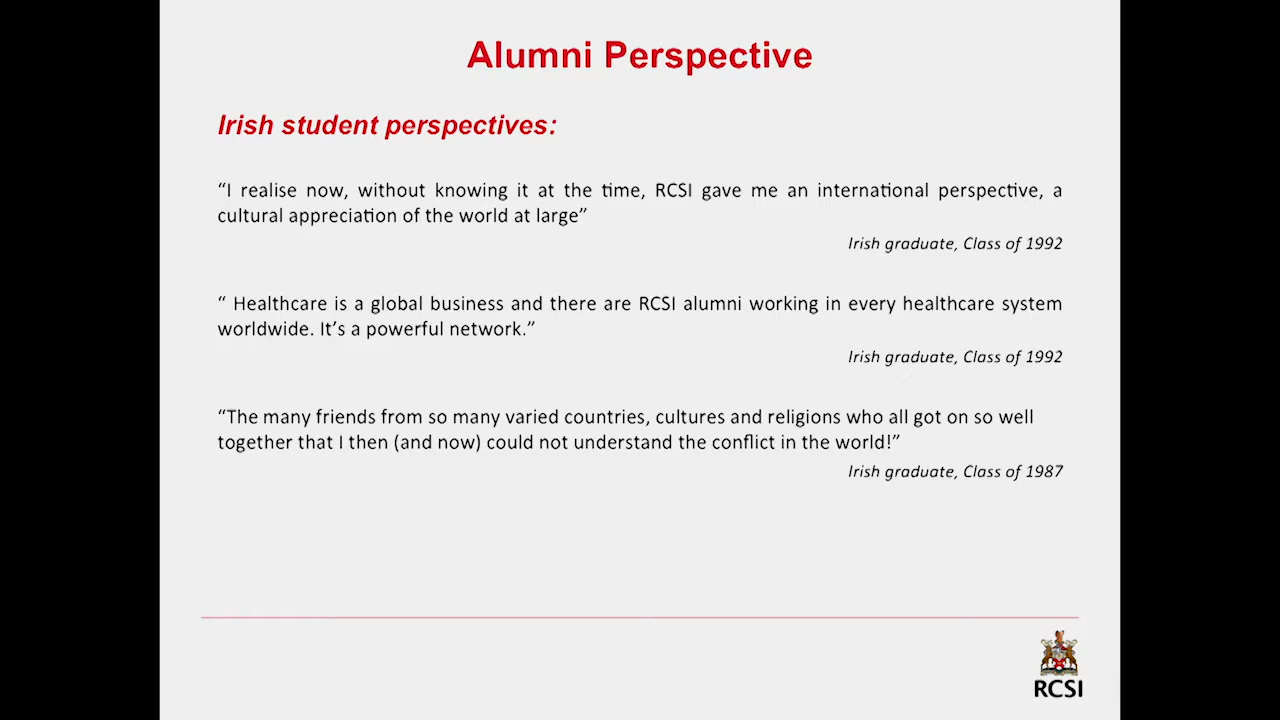 Alumni Perspective
Irish student perspectives:
“I realise now, without knowing it at the time, RCSI gave me an international perspective, a
cultural appreciation of the world at large”
Irish graduate, Class of 1992
“ Healthcare is a global business and there are RCSI alumni working in every healthcare system
worldwide. It’s a powerful network.”
Irish graduate, Class of 1992
“The many friends from so many varied countries, cultures and religions who all got on so well
together that I then (and now) could not understand the conflict in the world!”
Irish graduate, Class of 1987
RCSI